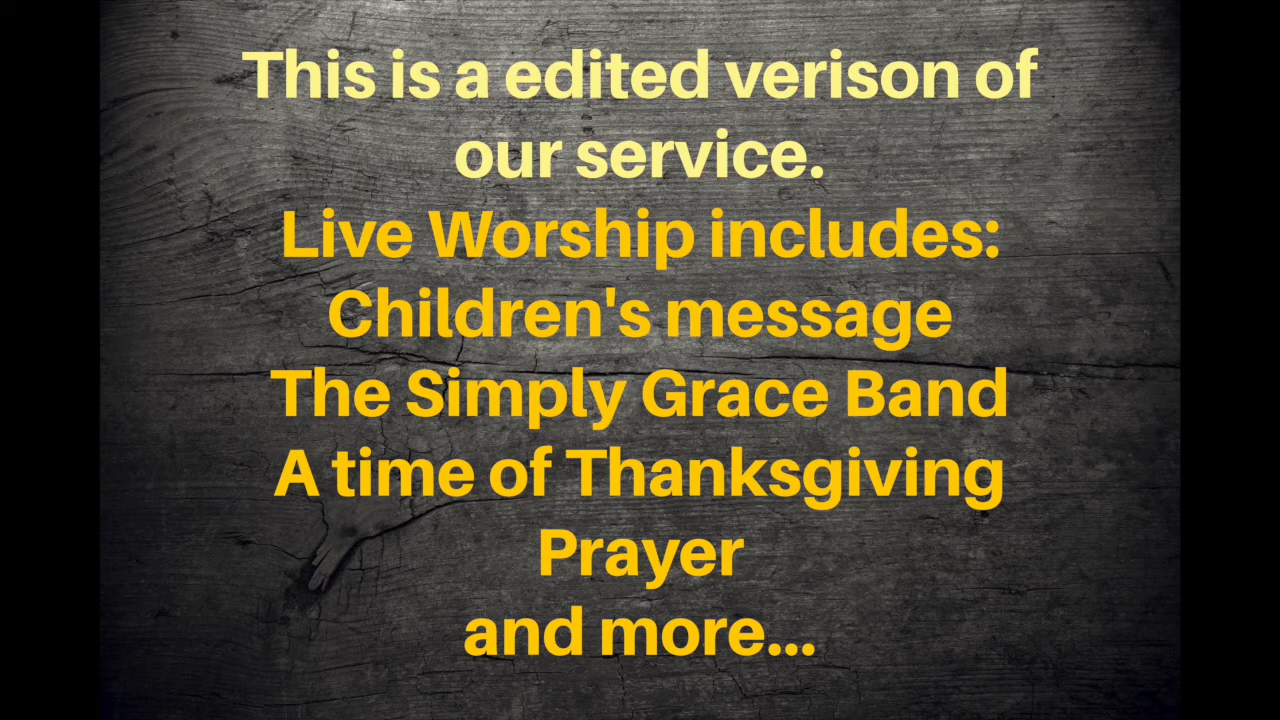 This is a edited verison of
our service.
Live Worship includes:
Children's message
The Simply Grace Band
A time of Thanksgiving
Prayer
and more...